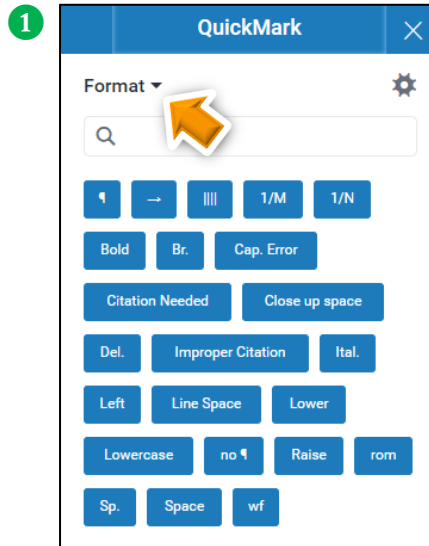 1
QuickMark
Format
¶ → |||| 1/M 1/N
Bold Br. Cap. Error
Citation Needed Close up space
Del. Improper Citation Ital.
Left Line Space Lower
Lowercase no ¶ Raise rom
Sp. Space wf